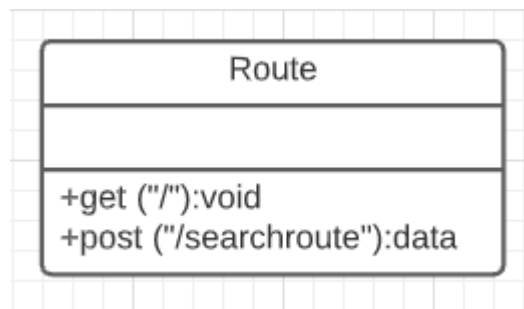 Route
+get ("/"):void
+post ("/searchroute"):data